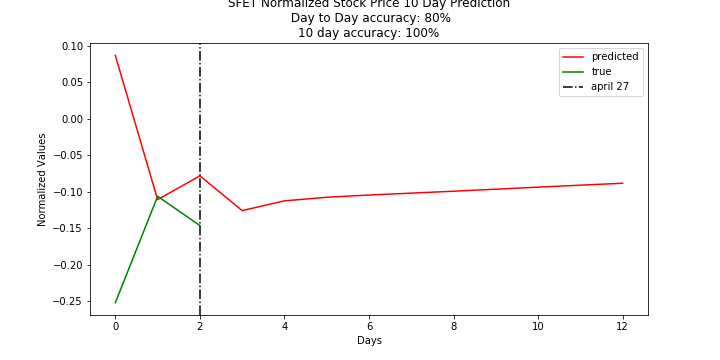 SFET Normalized Stock Price 10 Day Prediction
Day to Day accuracy: 80%
10 day accuracy: 100%
predicted
true
april 27
Normalized Values
0.10
0.05
0.00
−0.05
−0.10
−0.15
−0.20
−0.25
0 2 4 6 8 10 12
Days